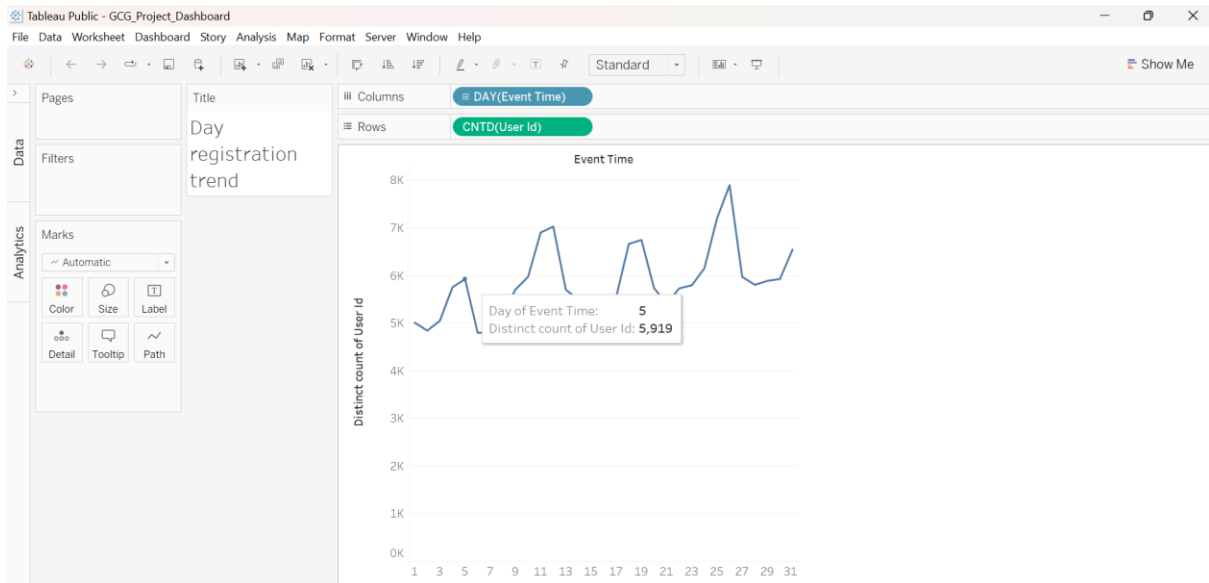 Tableau Public - GCG_Project_Dashboard
File Data Worksheet Dashboard Story Analysis Map Format Server Window Help
Standard
Show Me
Data
Analytics
Pages
Filters
Marks
Automatic
Color Size Label
Detail Tooltip Path
Title
Day
registration
trend
Columns
DAY(Event Time)
Rows
CNTD(User Id)
Event Time
Distinct count of User Id
8K
7K
6K
5K
4K
3K
2K
1K
0K
Day of Event Time: 5
Distinct count of User Id: 5,919
1 3 5 7 9 11 13 15 17 19 21 23 25 27 29 31